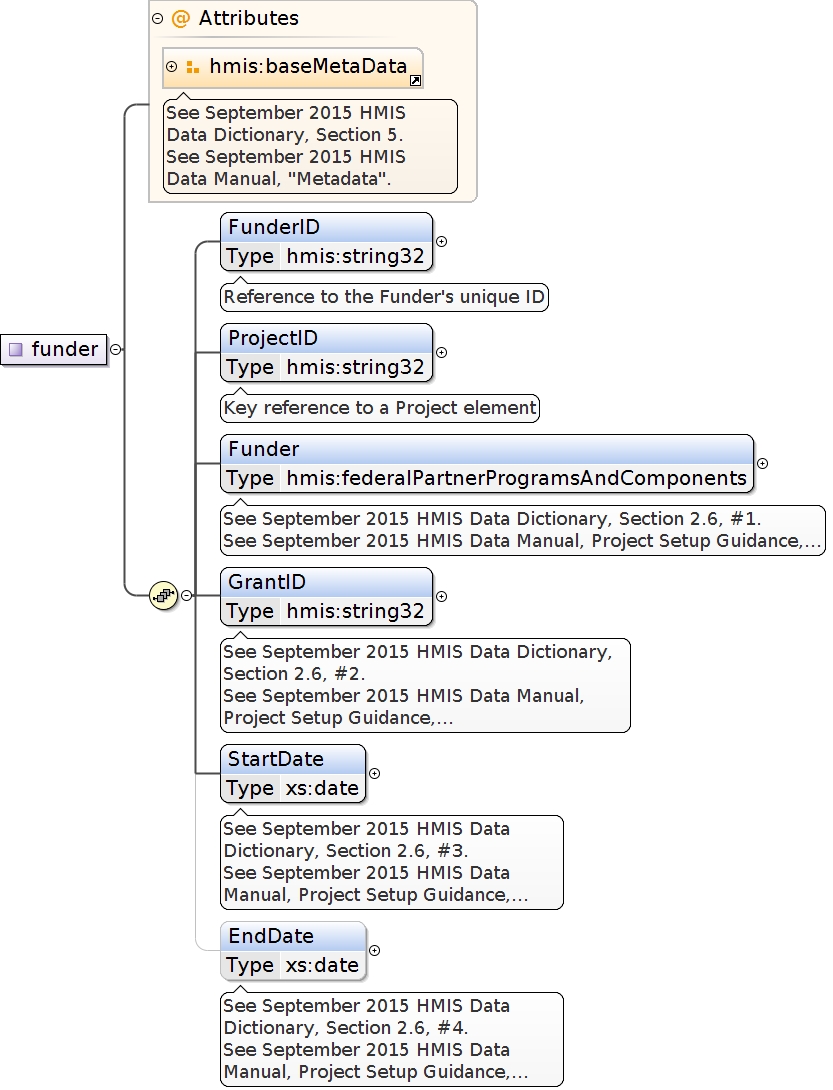 Attributes
hmis:baseMetaData
See September 2015 HMIS
Data Dictionary, Section 5.
See September 2015 HMIS
Data Manual, "Metadata".
funder
FunderID
Type hmis:string32
Reference to the Funder's unique ID
ProjectID
Type hmis:string32
Key reference to a Project element
Funder
Type hmis:federalPartnerProgramsAndComponents
See September 2015 HMIS Data Dictionary, Section 2.6, #1.
See September 2015 HMIS Data Manual, Project Setup Guidance,...
GrantID
Type hmis:string32
See September 2015 HMIS Data Dictionary,
Section 2.6, #2.
See September 2015 HMIS Data Manual,
Project Setup Guidance,...
StartDate
Type xs:date
See September 2015 HMIS Data
Dictionary, Section 2.6, #3.
See September 2015 HMIS Data
Manual, Project Setup Guidance,...
EndDate
Type xs:date
See September 2015 HMIS Data
Dictionary, Section 2.6, #4.
See September 2015 HMIS Data
Manual, Project Setup Guidance,...